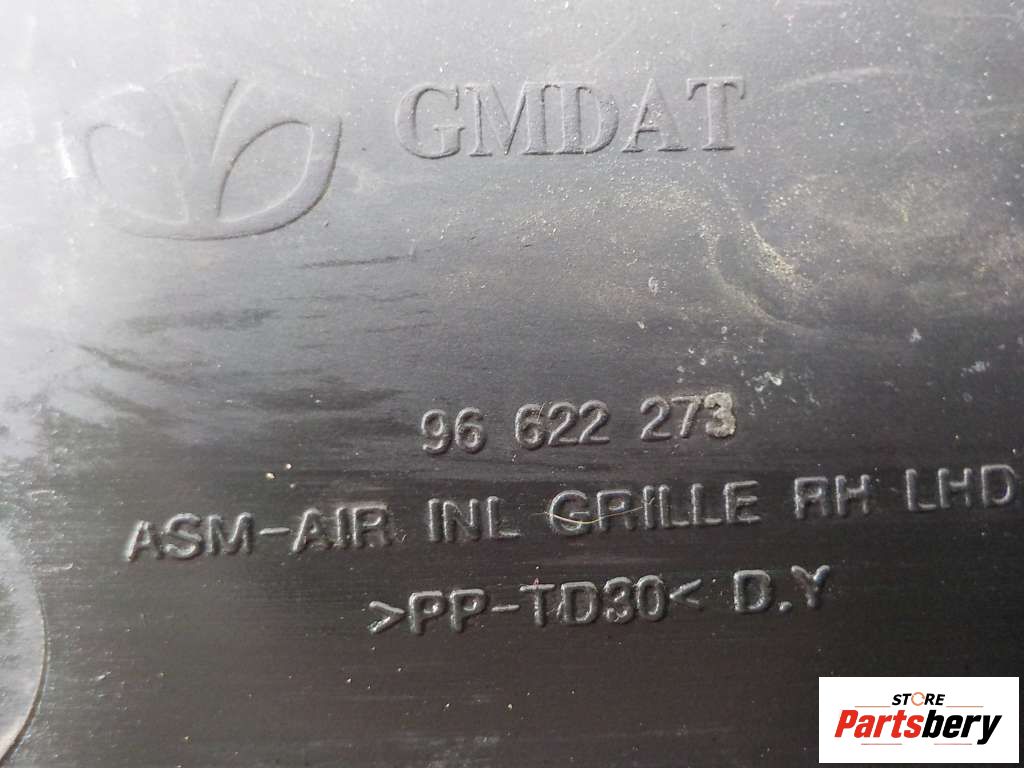 GMDAT
96 622 273
ASM-AIR INL GRILLE RH LHD
>PP-TD30< D.Y
STORE
Partsbery